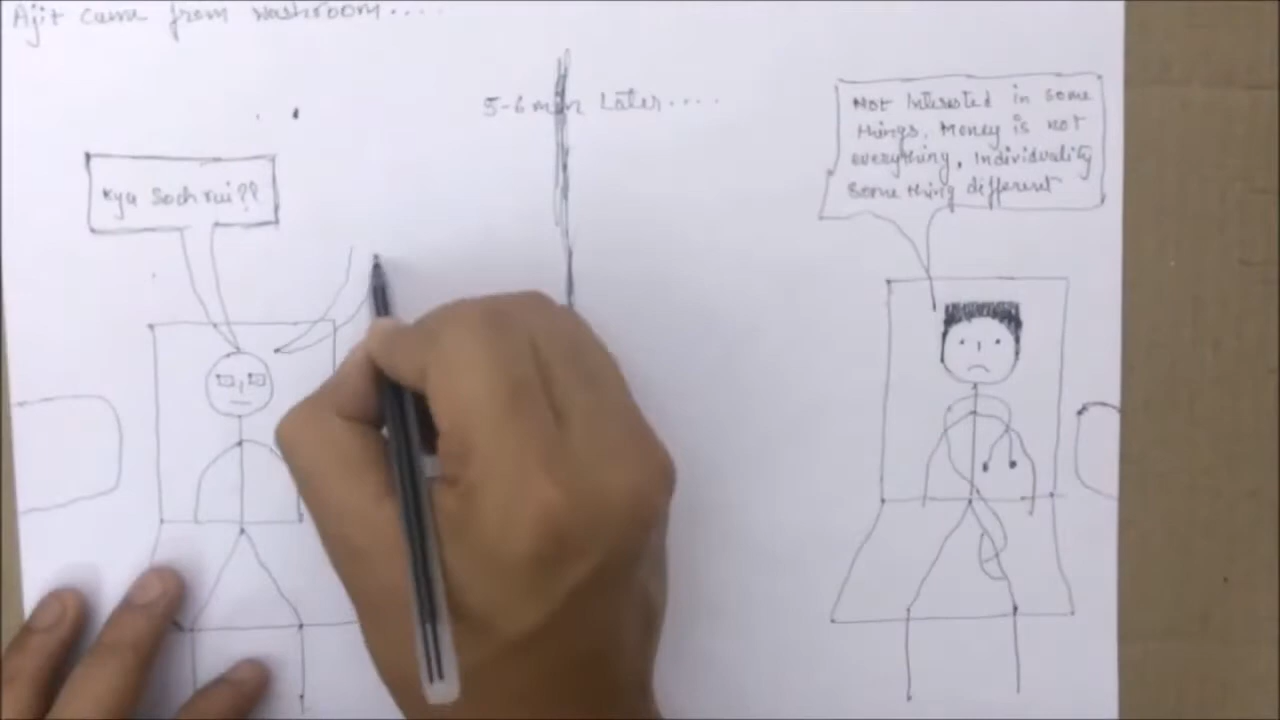 Ajit came from washroom....
5-6 min Later....
Kya Soch rui??
Not Interested in some
things, Money is not
everything, Individuality
Something different